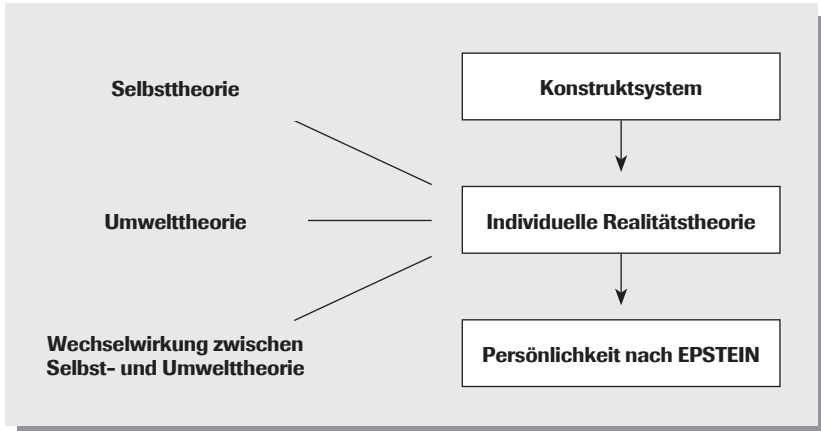 Selbsttheorie
Konstruktsystem
Umwelttheorie
Individuelle Realitätstheorie
Wechselwirkung zwischen
Selbst- und Umwelttheorie
Persönlichkeit nach EPSTEIN